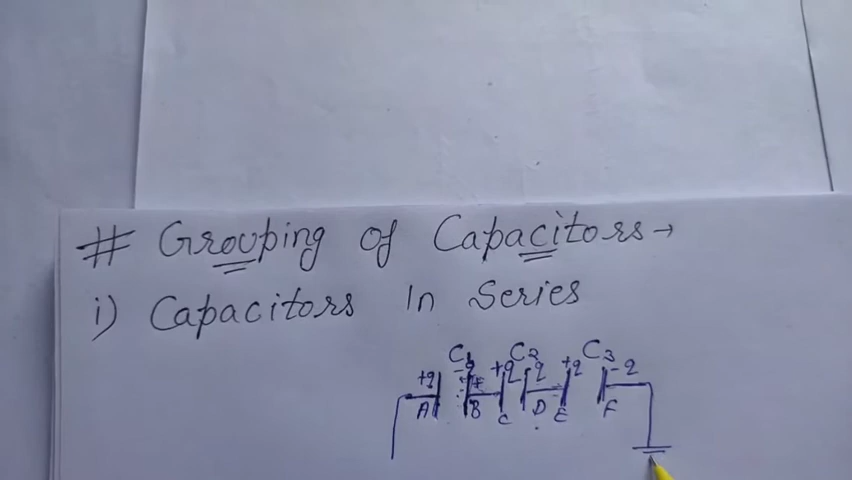 # Grouping of Capacitors →
i) Capacitors In Series
C1 C2 C3
+q -q +q -q +q -q
A B C D E F